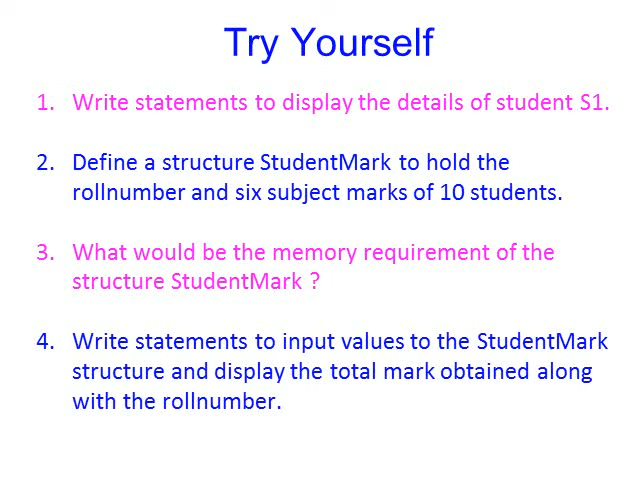 Try Yourself
1. Write statements to display the details of student S1.
2. Define a structure StudentMark to hold the
rollnumber and six subject marks of 10 students.
3. What would be the memory requirement of the
structure StudentMark ?
4. Write statements to input values to the StudentMark
structure and display the total mark obtained along
with the rollnumber.